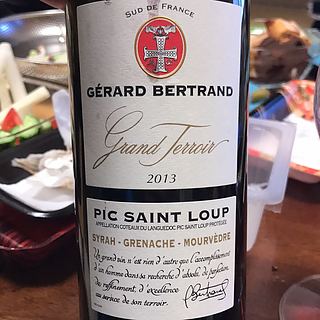 SUD DE FRANCE
GÉRARD BERTRAND
Grand Terroir
2013
PIC SAINT LOUP
APPELLATION COTEAUX DU LANGUEDOC PIC SAINT LOUP PROTÉGÉE
SYRAH - GRENACHE - MOURVÈDRE
Un grand vin n'est rien d'autre que l'accomplissement
d'un homme dans sa recherche d'absolu, de perfection,
de raffinement, d'excellence
au service de son terroir.